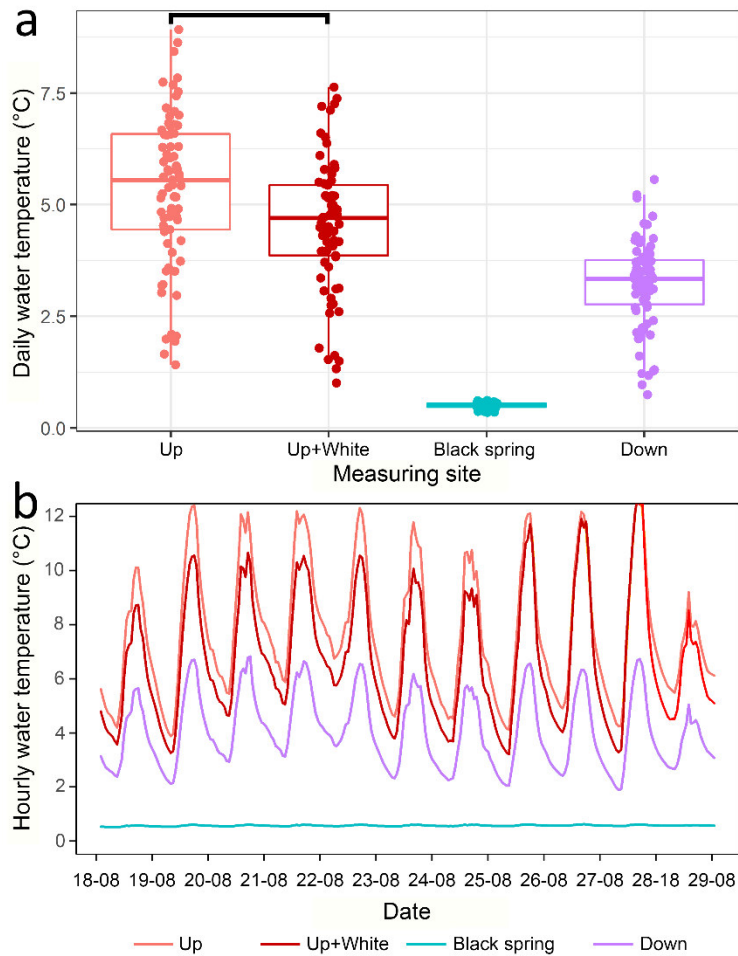 a
Daily water temperature (°C)
7.5
5.0
2.5
0.0
Up Up+White Black spring Down
Measuring site
b
Hourly water temperature (°C)
12
10
8
6
4
2
0
18-08 19-08 20-08 21-08 22-08 23-08 24-08 25-08 26-08 27-08 28-18 29-08
Date
Up Up+White Black spring Down